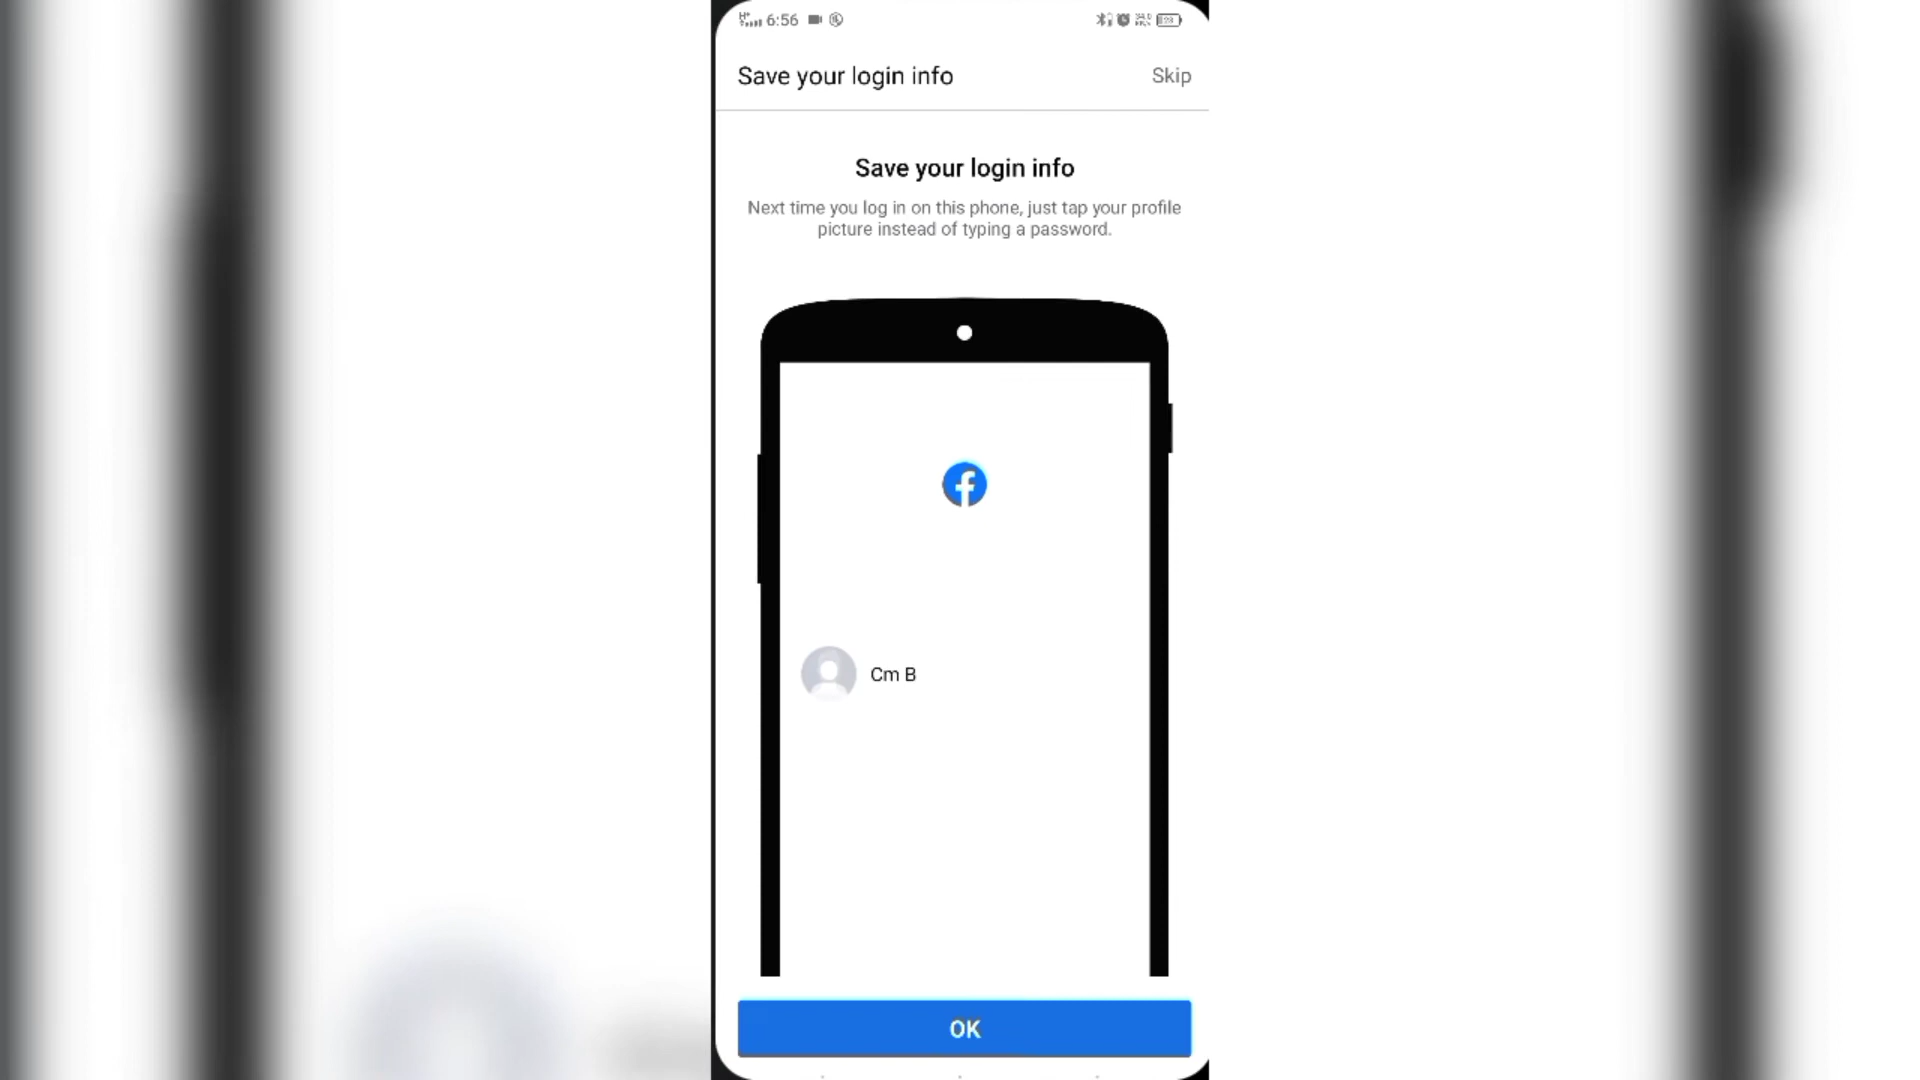 6:56
Save your login info
Skip
Save your login info
Next time you log in on this phone, just tap your profile
picture instead of typing a password.
Cm B
OK